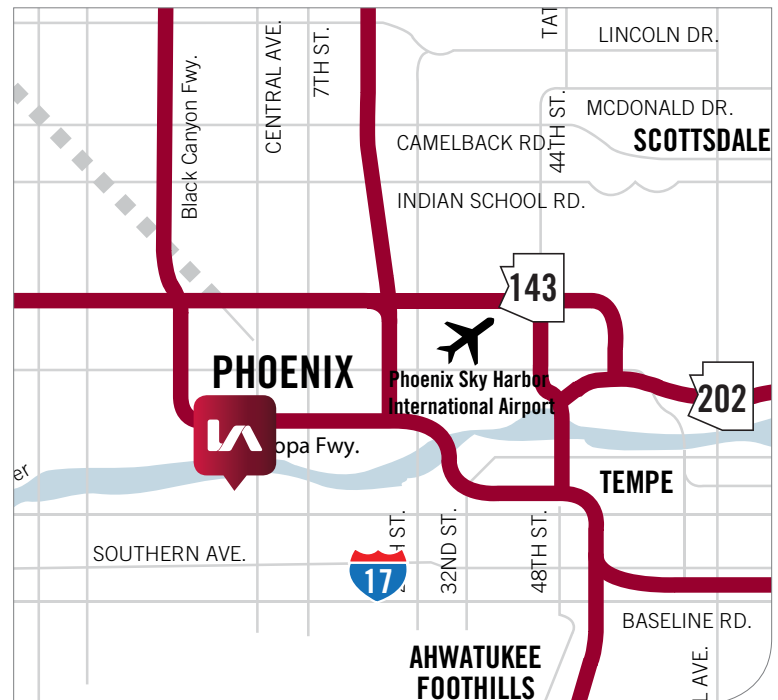 LINCOLN DR.
MCDONALD DR.
SCOTTSDALE
44TH ST.
7TH ST.
CENTRAL AVE.
Black Canyon Fwy.
CAMELBACK RD.
INDIAN SCHOOL RD.
143
PHOENIX
Phoenix Sky Harbor
International Airport
202
opa Fwy.
TEMPE
SOUTHERN AVE.
17
32ND ST.
48TH ST.
BASELINE RD.
AHWATUKEE
FOOTHILLS
AVE.